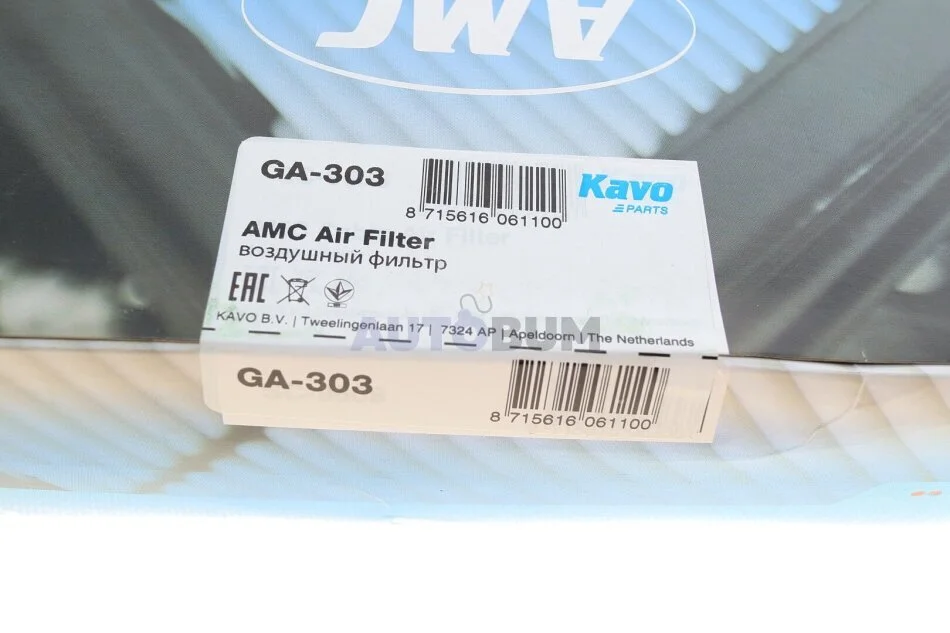 AMC
GA-303
8 715616 061100
Kavo
PARTS
AMC Air Filter
воздушный фильтр
EAC
KAVO B.V. | Tweelingenlaan 17 | 7324 AP | Apeldoorn | The Netherlands
AUTOBUM
GA-303
8 715616 061100